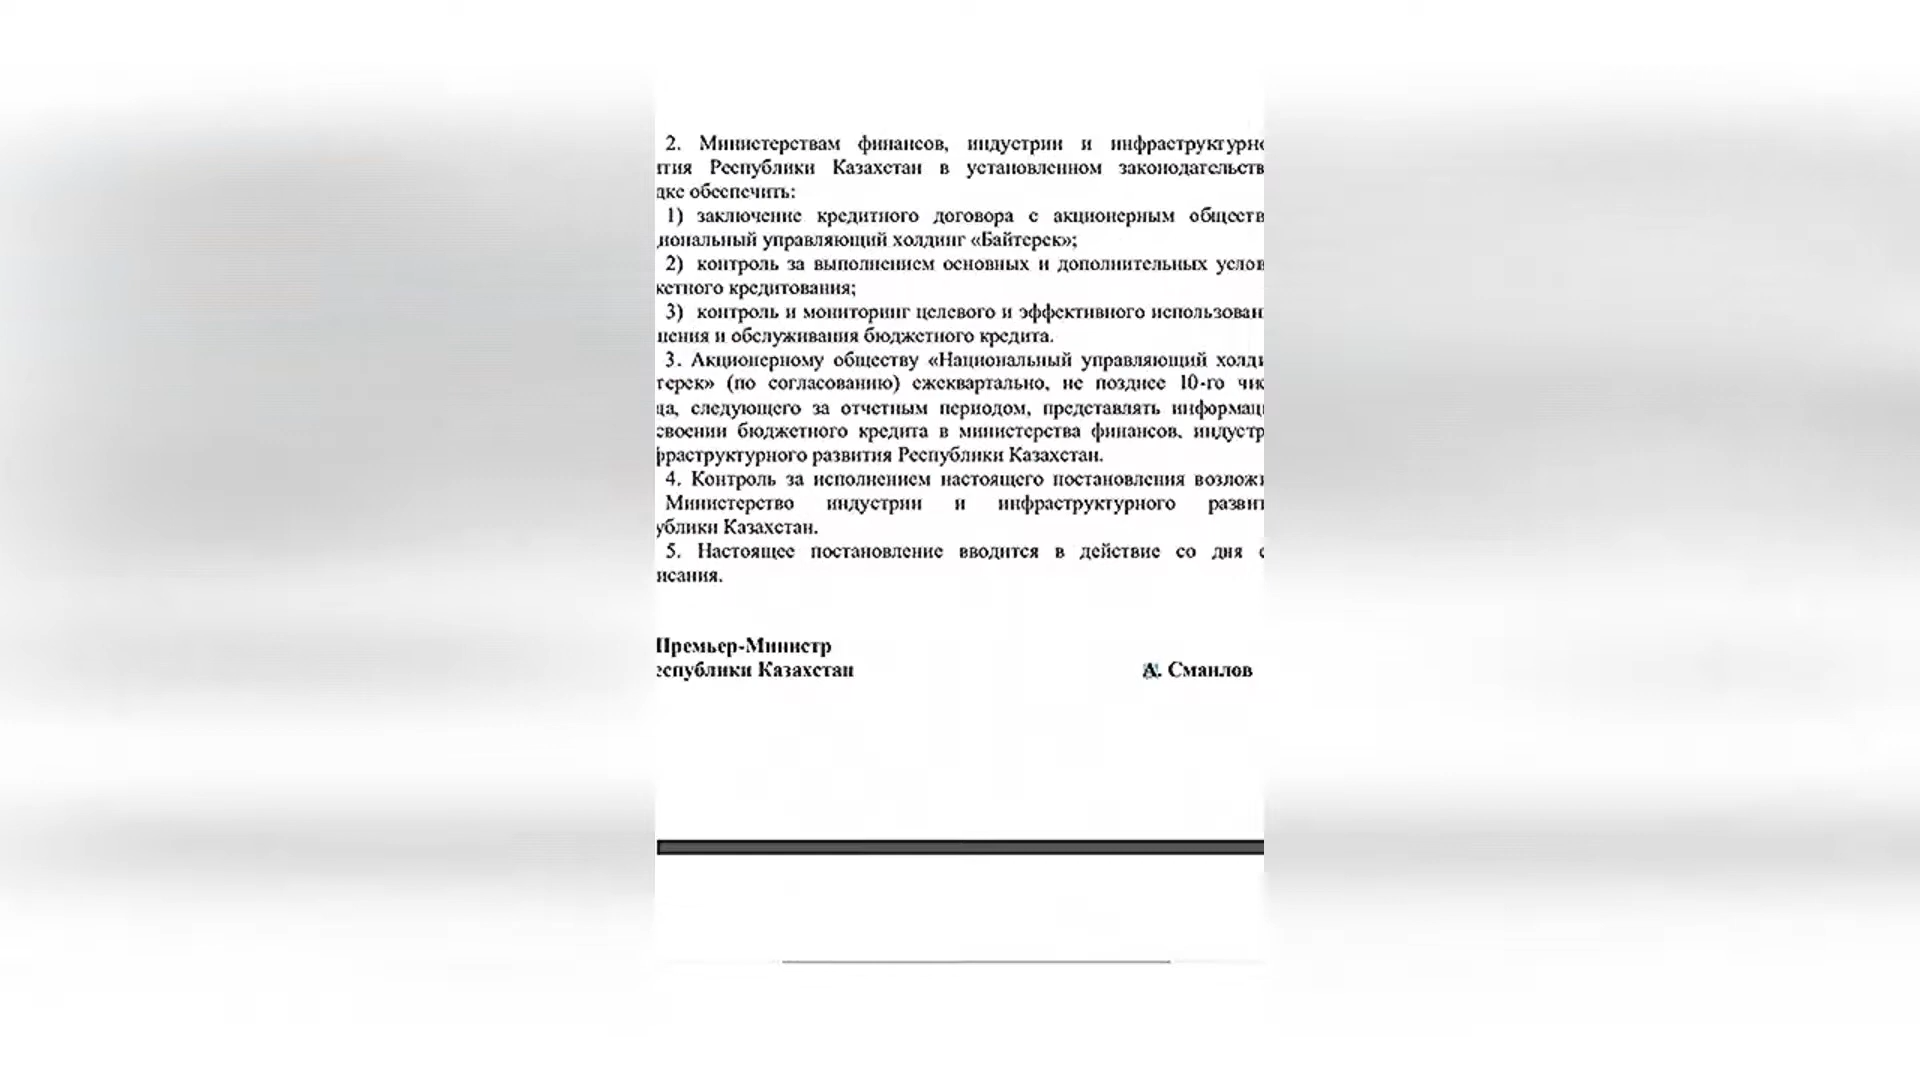 2. Министерствам финансов, индустрии и инфраструктурно
тия Республики Казахстан в установленном законодательств
дке обеспечить:
1) заключение кредитного договора с акционерным обществ
иональный управляющий холдинг «Байтерек»;
2) контроль за выполнением основных и дополнительных услов
жетного кредитования;
3) контроль и мониторинг целевого и эффективного использован
шения и обслуживания бюджетного кредита.
3. Акционерному обществу «Национальный управляющий холди
терек» (по согласованию) ежеквартально, не позднее 10-го чис
ца, следующего за отчетным периодом, представлять информац
своении бюджетного кредита в министерства финансов, индустр
фраструктурного развития Республики Казахстан.
4. Контроль за исполнением настоящего постановления возложи
Министерство индустрии и инфраструктурного развит
ублики Казахстан.
5. Настоящее постановление вводится в действие со дня е
исания.
Премьер-Министр
еспублики Казахстан А. Смаилов